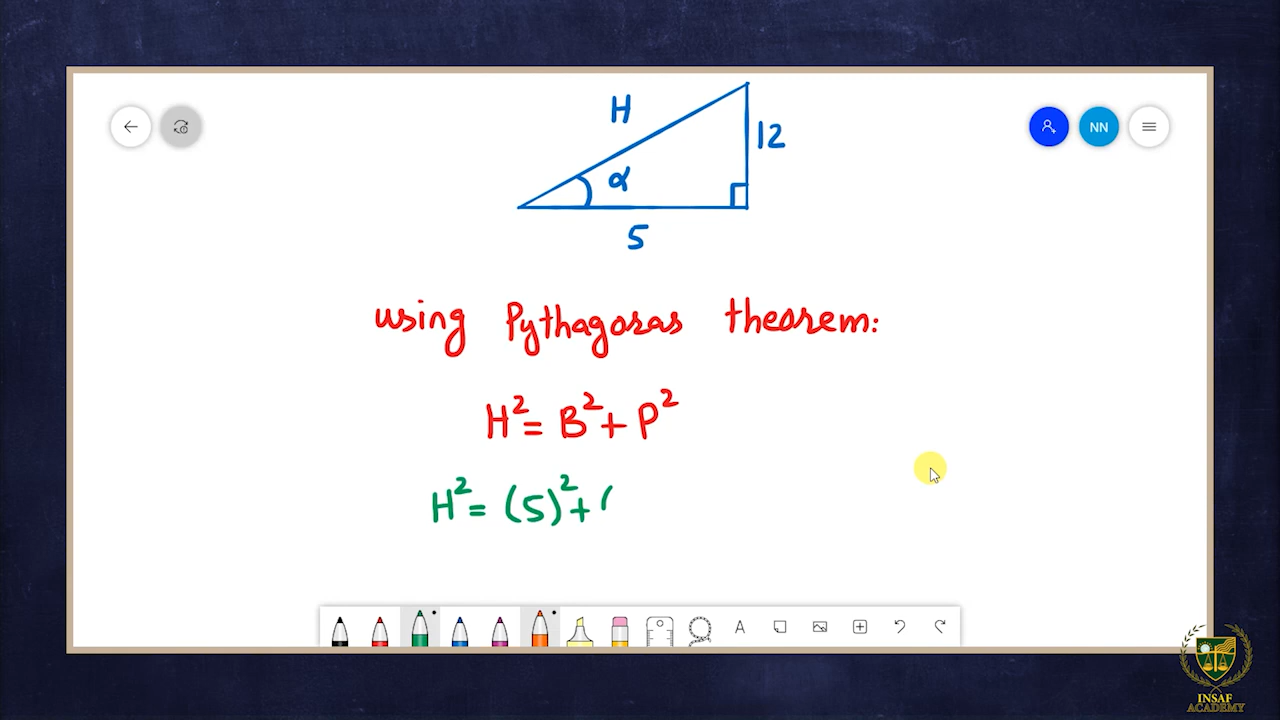 H
12
α
5
using Pythagoras theorem:
H² = B² + P²
H² = (5)² + (
NN
A
INSAF
ACADEMY